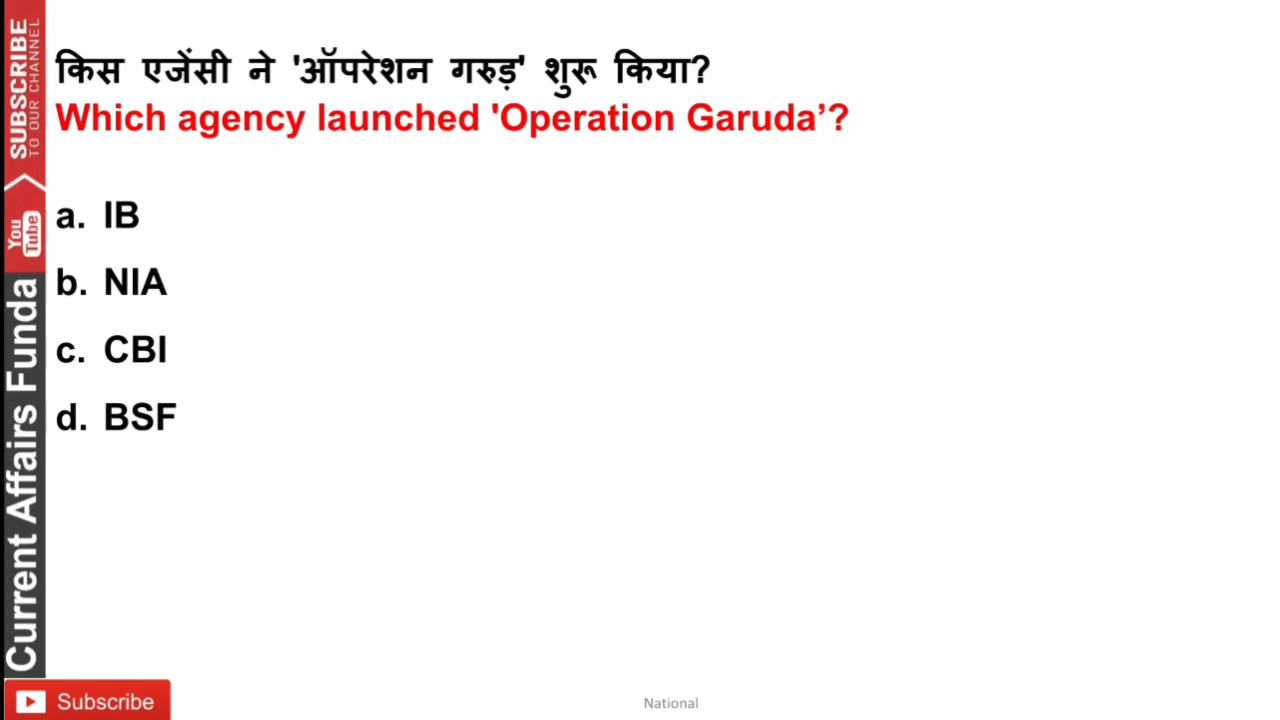 किस एजेंसी ने 'ऑपरेशन गरुड़' शुरू किया?
Which agency launched 'Operation Garuda’?
a. IB
b. NIA
c. CBI
d. BSF
SUBSCRIBE
TO OUR CHANNEL
You
Tube
Current Affairs Funda
Subscribe
National